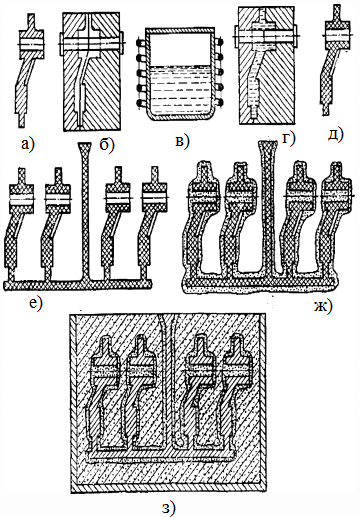 а) б) в) г) д)
е) ж)
з)